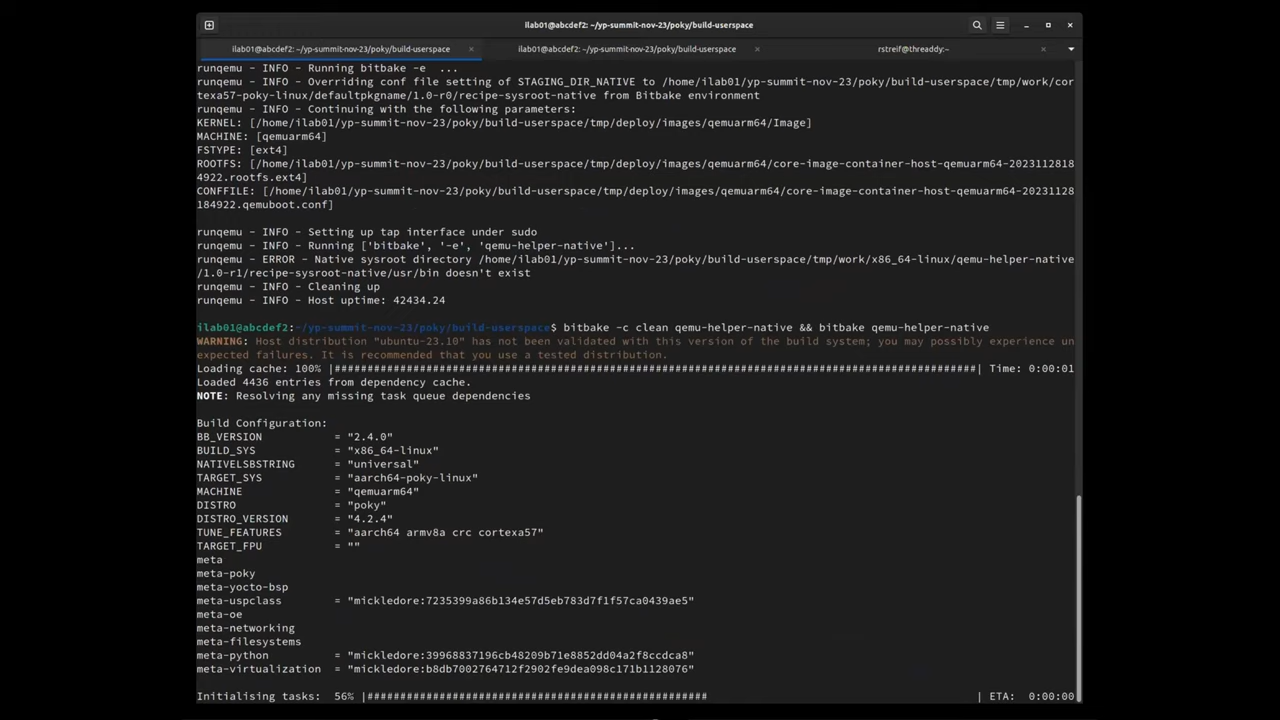 ilab01@abcdef2: ~/yp-summit-nov-23/poky/build-userspace
ilab01@abcdef2: ~/yp-summit-nov-23/poky/build-userspace × ilab01@abcdef2: ~/yp-summit-nov-23/poky/build-userspace × rstreif@threaddy:~ ×
runqemu - INFO - Running bitbake -e  ...
runqemu - INFO - Overriding conf file setting of STAGING_DIR_NATIVE to /home/ilab01/yp-summit-nov-23/poky/build-userspace/tmp/work/cor
texa57-poky-linux/defaultpkgname/1.0-r0/recipe-sysroot-native from Bitbake environment
runqemu - INFO - Continuing with the following parameters:
KERNEL: [/home/ilab01/yp-summit-nov-23/poky/build-userspace/tmp/deploy/images/qemuarm64/Image]
MACHINE: [qemuarm64]
FSTYPE: [ext4]
ROOTFS: [/home/ilab01/yp-summit-nov-23/poky/build-userspace/tmp/deploy/images/qemuarm64/core-image-container-host-qemuarm64-2023112818
4922.rootfs.ext4]
CONFFILE: [/home/ilab01/yp-summit-nov-23/poky/build-userspace/tmp/deploy/images/qemuarm64/core-image-container-host-qemuarm64-20231128
184922.qemuboot.conf]
runqemu - INFO - Setting up tap interface under sudo
runqemu - INFO - Running ['bitbake', '-e', 'qemu-helper-native']...
runqemu - ERROR - Native sysroot directory /home/ilab01/yp-summit-nov-23/poky/build-userspace/tmp/work/x86_64-linux/qemu-helper-native
/1.0-r1/recipe-sysroot-native/usr/bin doesn't exist
runqemu - INFO - Cleaning up
runqemu - INFO - Host uptime: 42434.24
ilab01@abcdef2:~/yp-summit-nov-23/poky/build-userspace$ bitbake -c clean qemu-helper-native && bitbake qemu-helper-native
WARNING: Host distribution "ubuntu-23.10" has not been validated with this version of the build system; you may possibly experience un
expected failures. It is recommended that you use a tested distribution.
Loading cache: 100% |##################################################################################################| Time: 0:00:01
Loaded 4436 entries from dependency cache.
NOTE: Resolving any missing task queue dependencies
Build Configuration:
BB_VERSION           = "2.4.0"
BUILD_SYS            = "x86_64-linux"
NATIVELSBSTRING      = "universal"
TARGET_SYS           = "aarch64-poky-linux"
MACHINE              = "qemuarm64"
DISTRO               = "poky"
DISTRO_VERSION       = "4.2.4"
TUNE_FEATURES        = "aarch64 armv8a crc cortexa57"
TARGET_FPU           = ""
meta
meta-poky
meta-yocto-bsp
meta-uspclass        = "mickledore:7235399a86b134e57d5eb783d7f1f57ca0439ae5"
meta-oe
meta-networking
meta-filesystems
meta-python          = "mickledore:39968837196cb48209b71e8852dd04a2f8ccdca8"
meta-virtualization  = "mickledore:b8db7002764712f2902fe9dea098c171b1128076"
Initialising tasks:  56% |####################################################                                         | ETA:  0:00:00